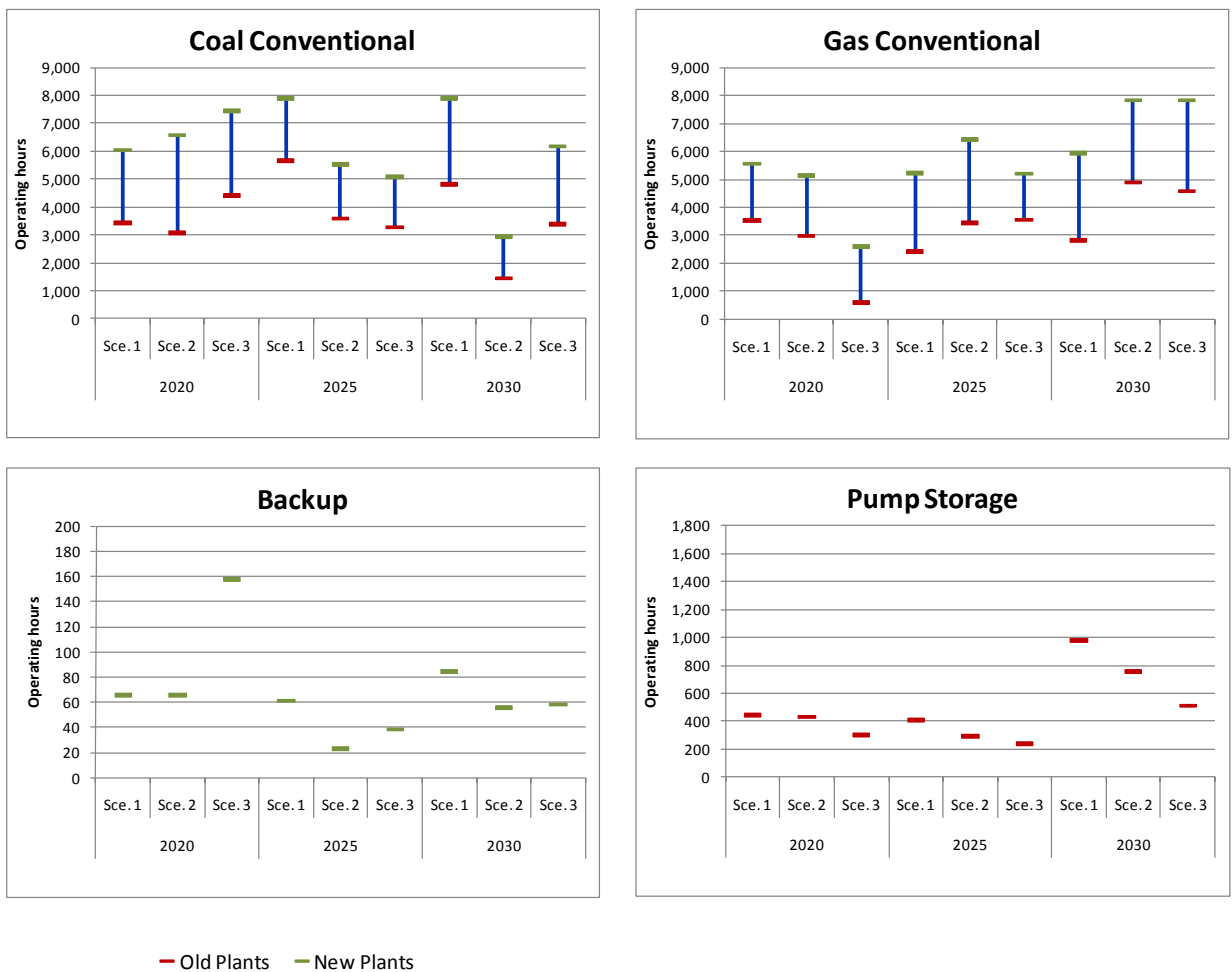 Coal Conventional
Operating hours
9,000
8,000
7,000
6,000
5,000
4,000
3,000
2,000
1,000
0
Sce. 1 Sce. 2 Sce. 3 Sce. 1 Sce. 2 Sce. 3 Sce. 1 Sce. 2 Sce. 3
2020 2025 2030
Gas Conventional
Operating hours
9,000
8,000
7,000
6,000
5,000
4,000
3,000
2,000
1,000
0
Sce. 1 Sce. 2 Sce. 3 Sce. 1 Sce. 2 Sce. 3 Sce. 1 Sce. 2 Sce. 3
2020 2025 2030
Backup
Operating hours
200
180
160
140
120
100
80
60
40
20
0
Sce. 1 Sce. 2 Sce. 3 Sce. 1 Sce. 2 Sce. 3 Sce. 1 Sce. 2 Sce. 3
2020 2025 2030
Pump Storage
Operating hours
1,800
1,600
1,400
1,200
1,000
800
600
400
200
0
Sce. 1 Sce. 2 Sce. 3 Sce. 1 Sce. 2 Sce. 3 Sce. 1 Sce. 2 Sce. 3
2020 2025 2030
Old Plants New Plants